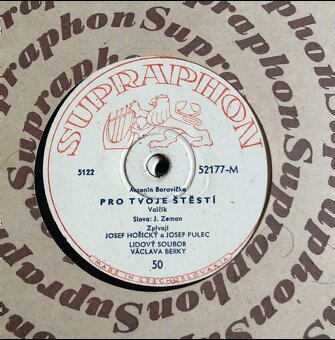 SUPRAPHON
5122
52177-M
Antonín Borovička
PRO TVOJE ŠTĚSTÍ
Valčík
Slova: J. Zeman
Zpívají
JOSEF HOŘICKÝ a JOSEF PULEC
LIDOVÝ SOUBOR
VÁCLAVA BERKY
50
MADE IN CZECHOSLOVAKIA
Supraphon
Supraphon
Supraphon